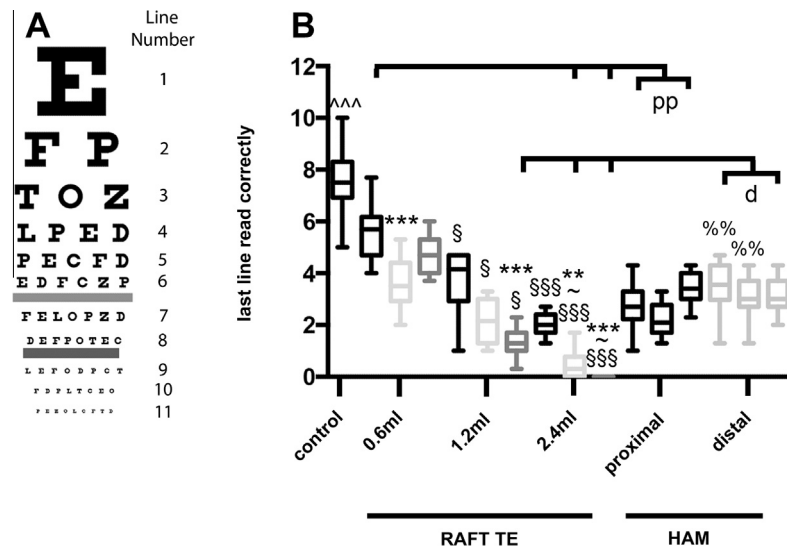 A
Line
Number
E 1
F P 2
T O Z 3
L P E D 4
P E C F D 5
E D F C Z P 6
F E L O P Z D 7
D E F P O T E C 8
L E F O D P C T 9
F D P L T C E O 10
P E Z O L C F T D 11
B
last line read correctly
12
10
8
6
4
2
0
^^^
***
§
§
***
§
§§§
**
~
§§§
***
~
§§§
pp
d
%%
%%
control
0.6ml
1.2ml
2.4ml
proximal
distal
RAFT TE
HAM